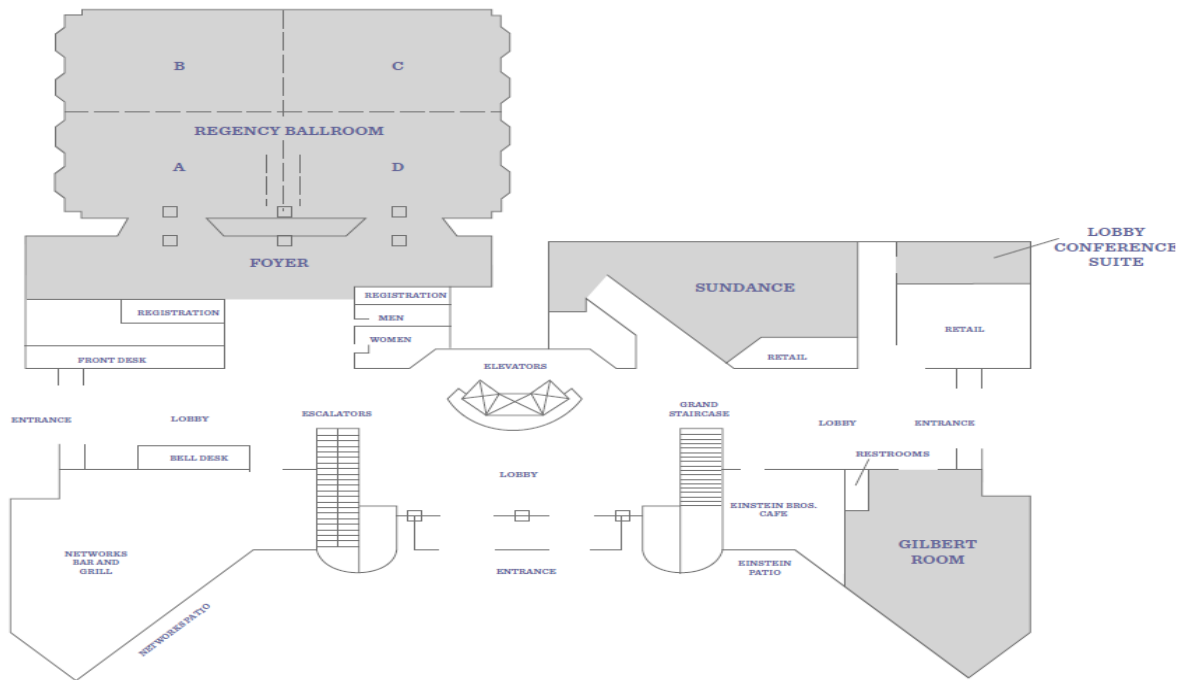 B
C
REGENCY BALLROOM
A
D
FOYER
LOBBY
CONFERENCE
SUITE
SUNDANCE
REGISTRATION
REGISTRATION
MEN
WOMEN
RETAIL
FRONT DESK
ELEVATORS
RETAIL
ENTRANCE
LOBBY
ESCALATORS
GRAND
STAIRCASE
LOBBY
ENTRANCE
BELL DESK
RESTROOMS
LOBBY
EINSTEIN BROS.
CAFE
GILBERT
ROOM
NETWORKS
BAR AND
GRILL
ENTRANCE
EINSTEIN
PATIO
NETWORKS PATIO